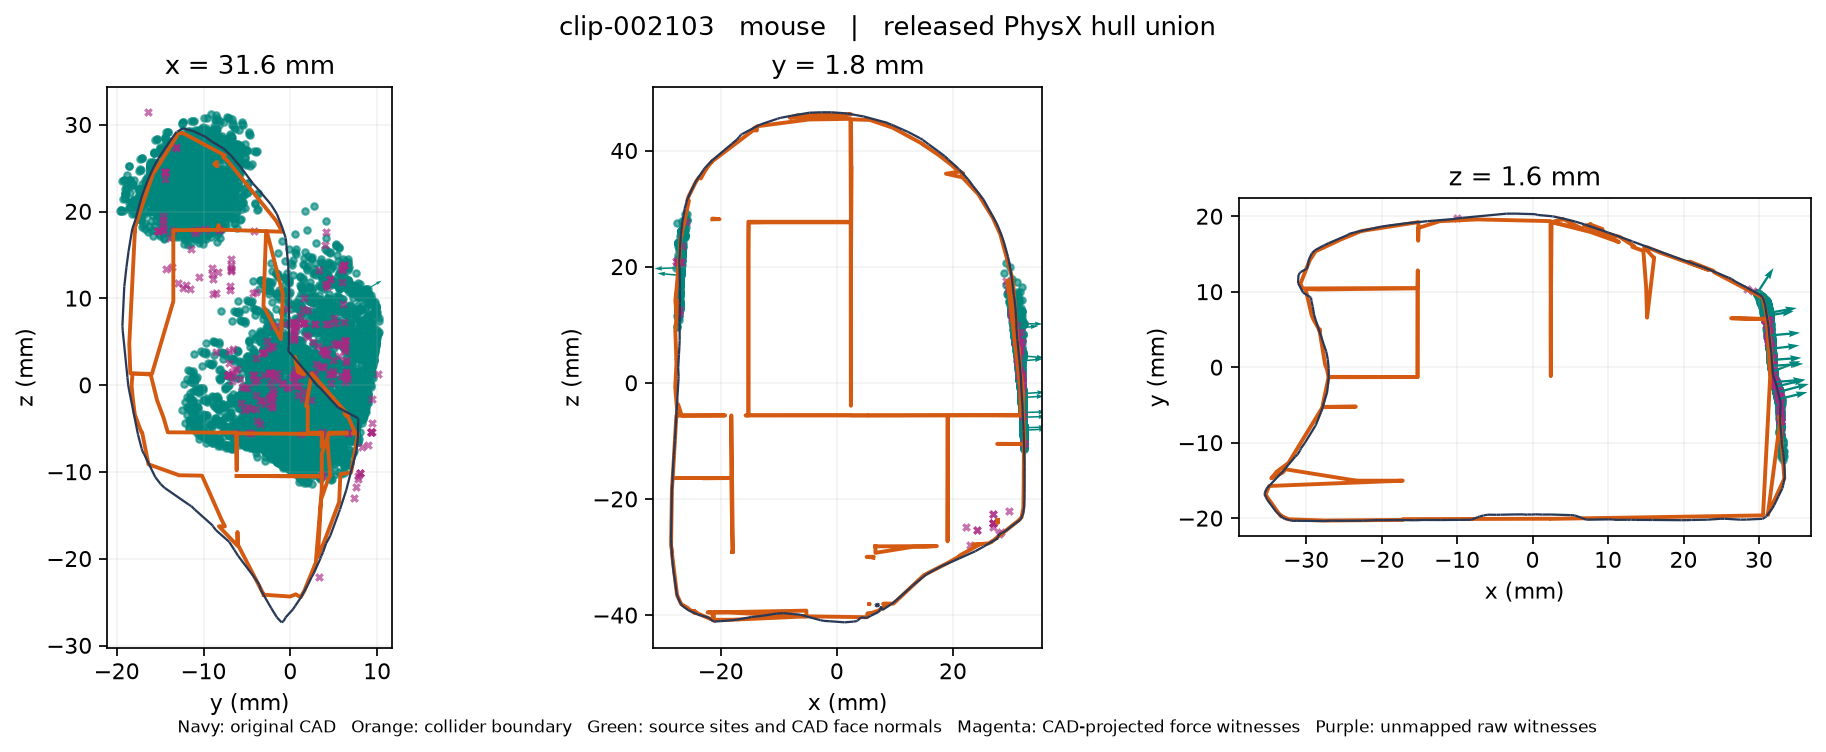 clip-002103   mouse   |   released PhysX hull union
x = 31.6 mm
y = 1.8 mm
z = 1.6 mm
30
20
10
0
−10
−20
−30
z (mm)
−20
−10
0
10
y (mm)
40
20
0
−20
−40
z (mm)
−20
0
20
x (mm)
20
10
0
−10
−20
y (mm)
−30
−20
−10
0
10
20
30
x (mm)
Navy: original CAD   Orange: collider boundary   Green: source sites and CAD face normals   Magenta: CAD-projected force witnesses   Purple: unmapped raw witnesses